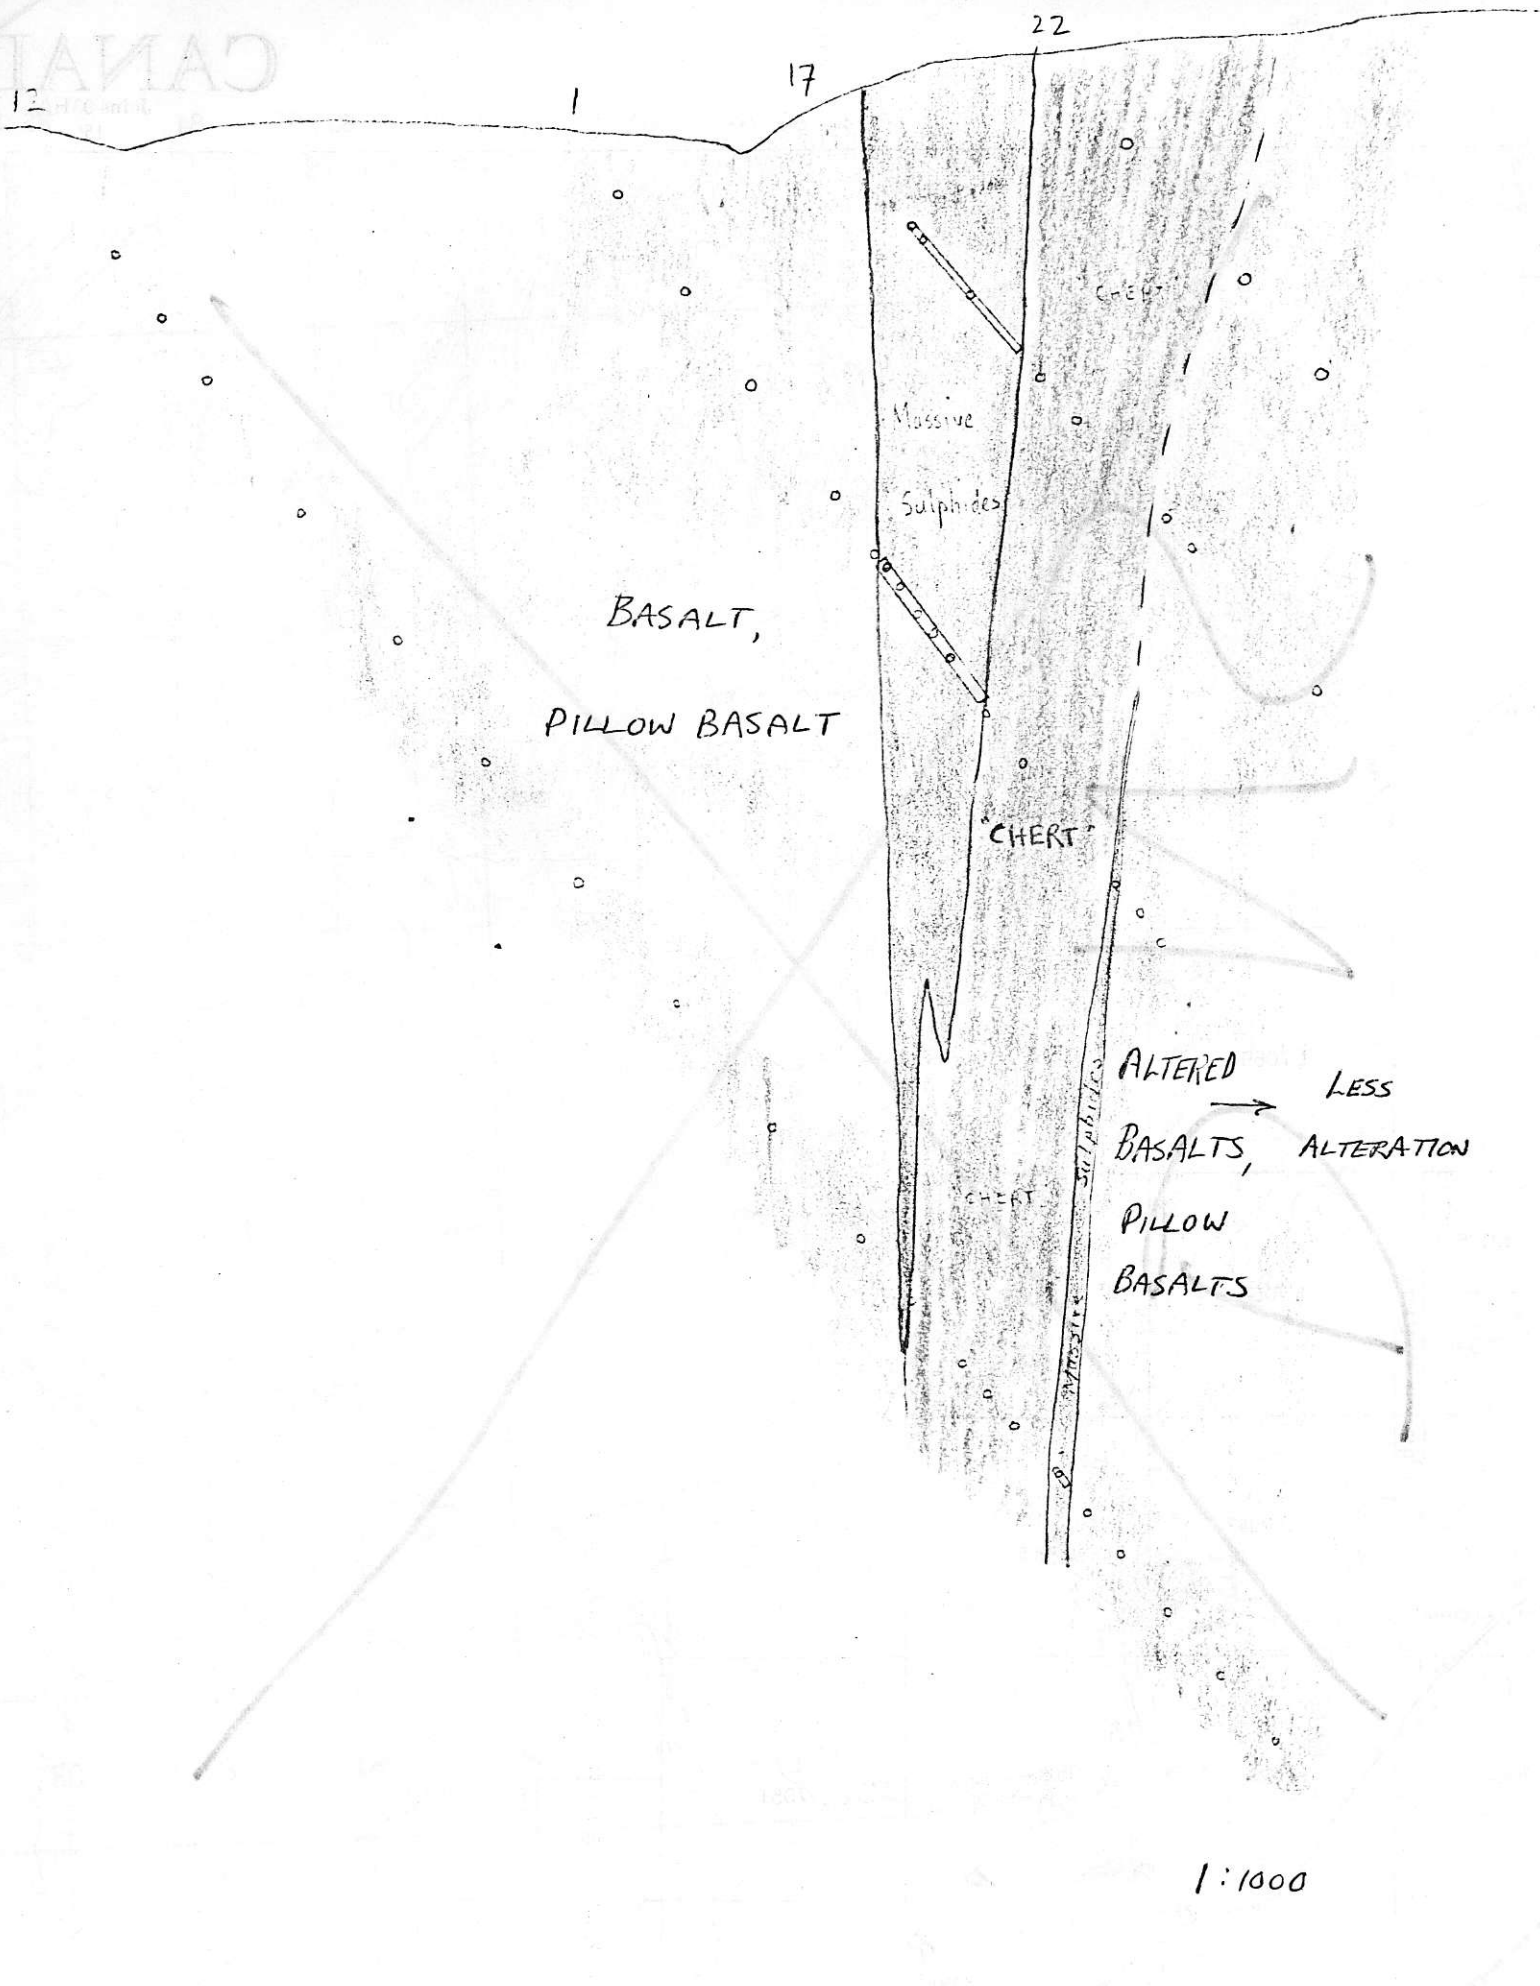 22
17
12
1
"CHERT"
Massive
Sulphides
BASALT,
PILLOW BASALT
"CHERT"
ALTERED → LESS
BASALTS, ALTERATION
PILLOW
BASALTS
Massive Sulphides
CHERT
1:1000